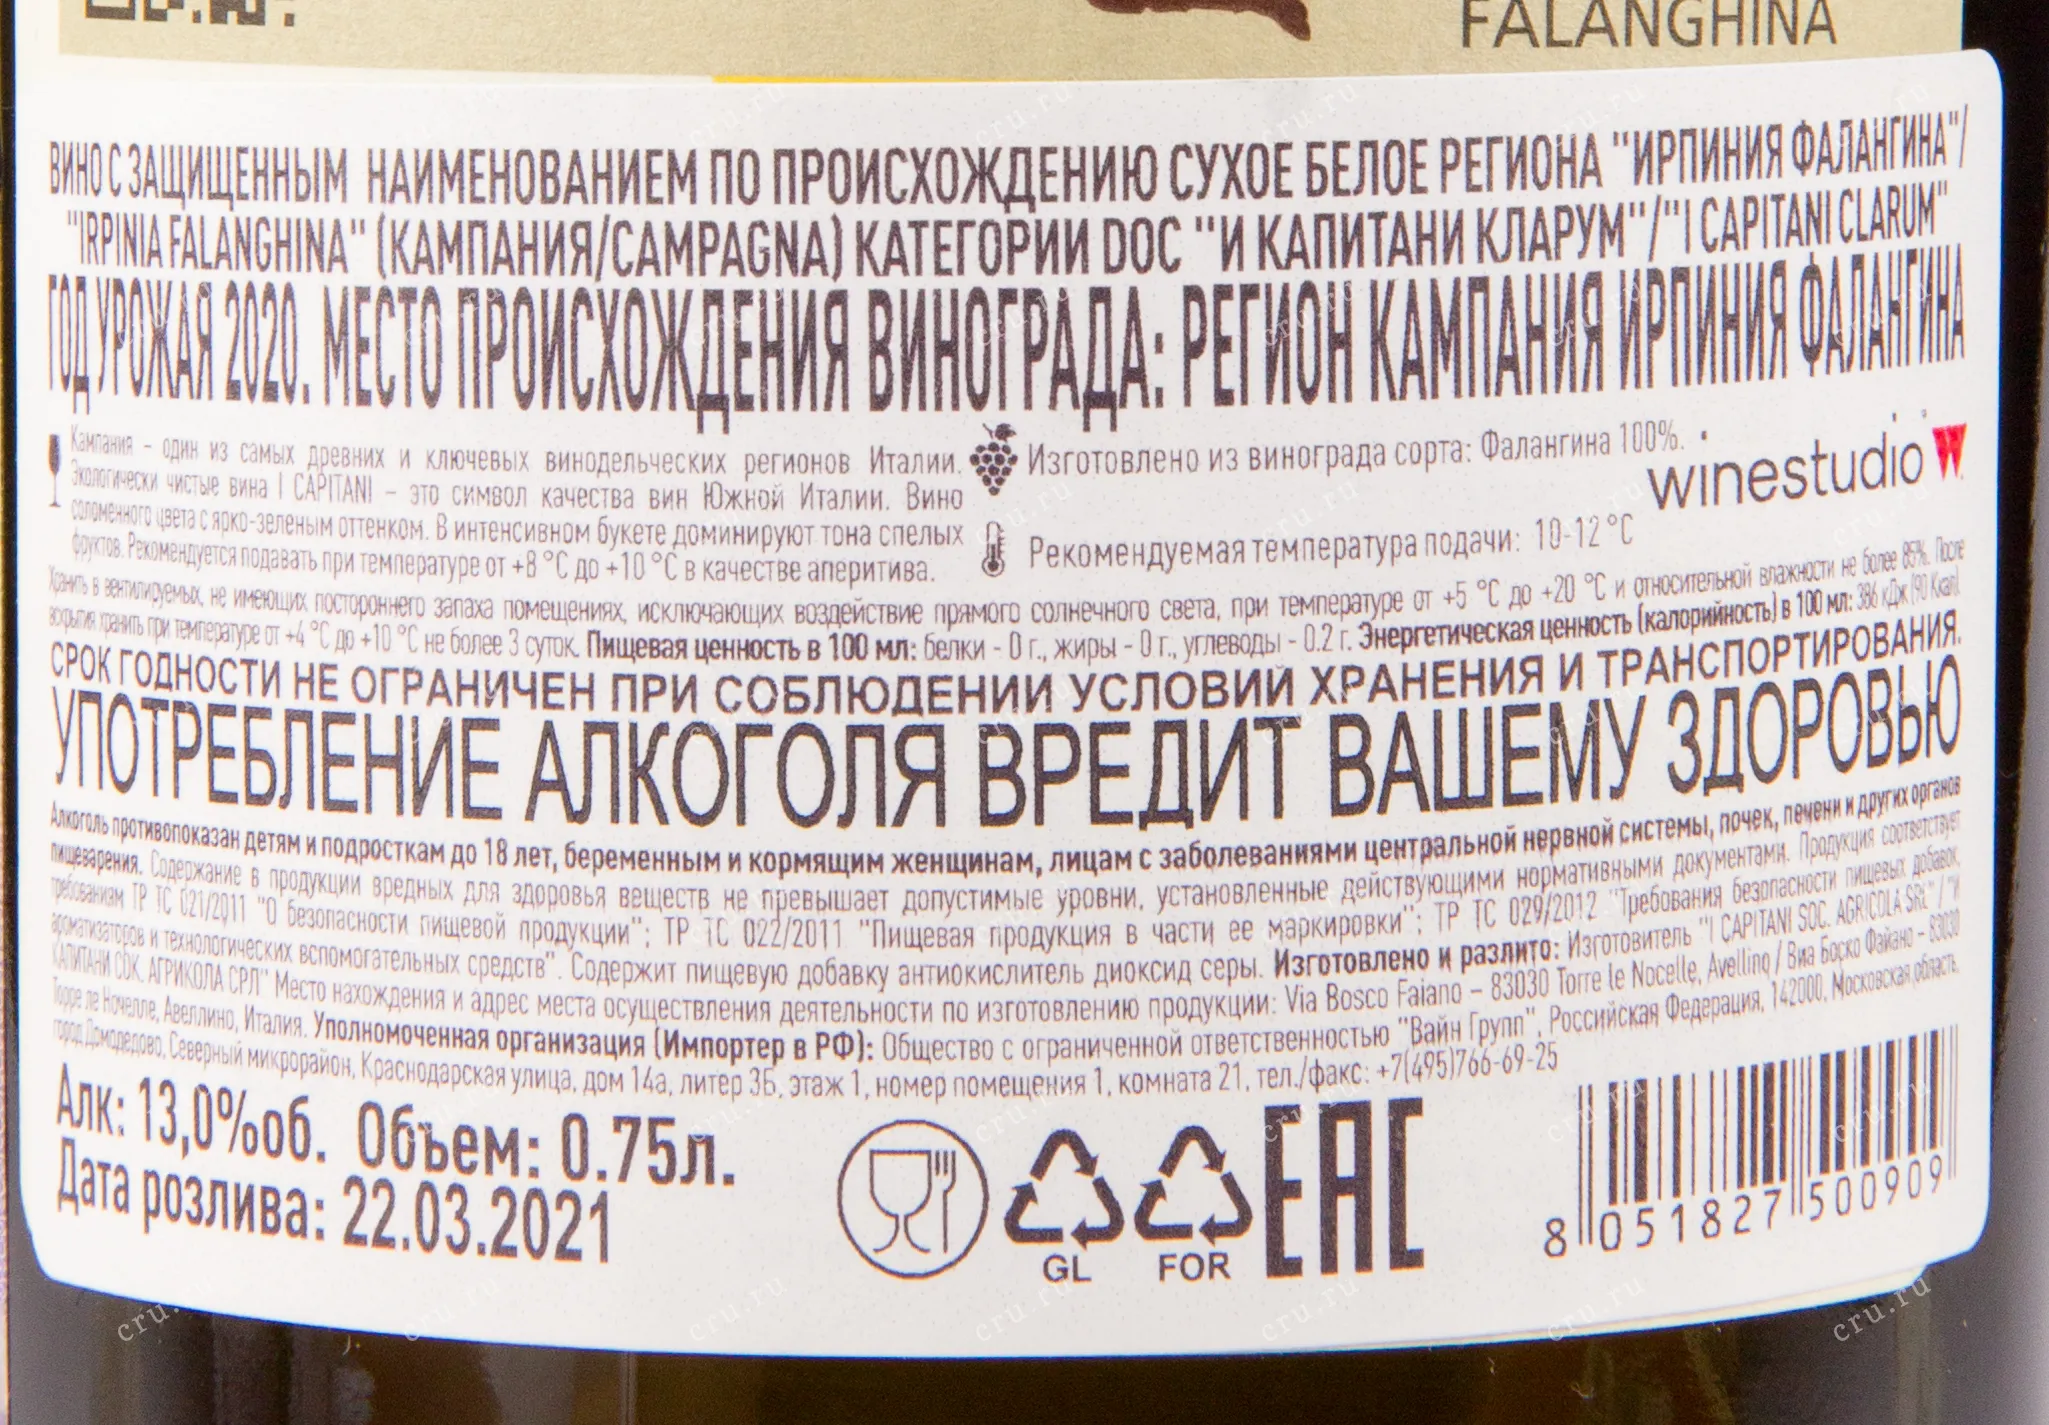 FALANGHINA
ВИНО С ЗАЩИЩЕННЫМ НАИМЕНОВАНИЕМ ПО ПРОИСХОЖДЕНИЮ СУХОЕ БЕЛОЕ РЕГИОНА "ИРПИНИЯ ФАЛАНГИНА"/
"IRPINIA FALANGHINA" (КАМПАНИЯ/CAMPAGNA) КАТЕГОРИИ DOC "И КАПИТАНИ КЛАРУМ"/"I CAPITANI CLARUM"
ГОД УРОЖАЯ 2020. МЕСТО ПРОИСХОЖДЕНИЯ ВИНОГРАДА: РЕГИОН КАМПАНИЯ ИРПИНИЯ ФАЛАНГИНА
Кампания – один из самых древних и ключевых винодельческих регионов Италии.
Экологически чистые вина I CAPITANI – это символ качества вин Южной Италии. Вино
соломенного цвета с ярко-зеленым оттенком. В интенсивном букете доминируют тона спелых
фруктов. Рекомендуется подавать при температуре от +8 °С до +10 °С в качестве аперитива.
Изготовлено из винограда сорта: Фалангина 100%.
Рекомендуемая температура подачи: 10-12 °С
winestudio W
Хранить в вентилируемых, не имеющих постороннего запаха помещениях, исключающих воздействие прямого солнечного света, при температуре от +5 °С до +20 °С и относительной влажности не более 85%. После
вскрытия хранить при температуре от +4 °С до +10 °С не более 3 суток. Пищевая ценность в 100 мл: белки - 0 г., жиры - 0 г., углеводы - 0.2 г. Энергетическая ценность (калорийность) в 100 мл: 386 кДж (90 Ккал).
СРОК ГОДНОСТИ НЕ ОГРАНИЧЕН ПРИ СОБЛЮДЕНИИ УСЛОВИЙ ХРАНЕНИЯ И ТРАНСПОРТИРОВАНИЯ.
УПОТРЕБЛЕНИЕ АЛКОГОЛЯ ВРЕДИТ ВАШЕМУ ЗДОРОВЬЮ
Алкоголь противопоказан детям и подросткам до 18 лет, беременным и кормящим женщинам, лицам с заболеваниями центральной нервной системы, почек, печени и других органов
пищеварения. Содержание в продукции вредных для здоровья веществ не превышает допустимые уровни, установленные действующими нормативными документами. Продукция соответствует
требованиям ТР ТС 021/2011 "О безопасности пищевой продукции"; ТР ТС 022/2011 "Пищевая продукция в части ее маркировки"; ТР ТС 029/2012 "Требования безопасности пищевых добавок,
ароматизаторов и технологических вспомогательных средств". Содержит пищевую добавку антиокислитель диоксид серы. Изготовлено и разлито: Изготовитель "I CAPITANI SOC. AGRICOLA SRL" / "И
КАПИТАНИ СОК. АГРИКОЛА СРЛ" Место нахождения и адрес места осуществления деятельности по изготовлению продукции: Via Bosco Faiano – 83030 Torre le Nocelle, Avellino / Виа Боско Файано – 83030
Торре ле Ночелле, Авеллино, Италия. Уполномоченная организация (Импортер в РФ): Общество с ограниченной ответственностью "Вайн Групп", Российская Федерация, 142000, Московская область,
город Домодедово, Северный микрорайон, Краснодарская улица, дом 14а, литер 3Б, этаж 1, номер помещения 1, комната 21, тел./факс: +7(495)766-69-25
Алк: 13,0%об. Объем: 0.75л.
Дата розлива: 22.03.2021
GL
FOR
EAC
8 051827 500909
cru.ru